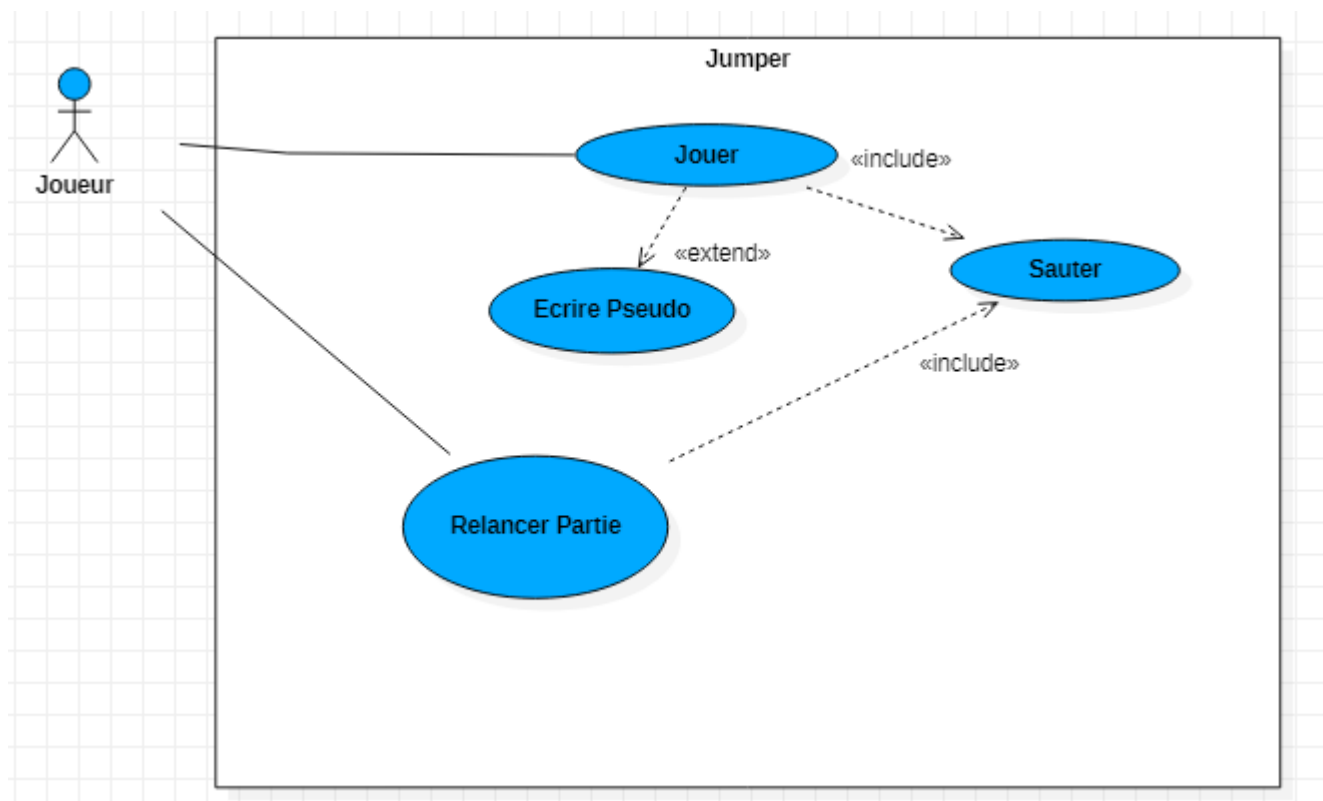 Jumper
Joueur
Jouer
«include»
«extend»
Sauter
Ecrire Pseudo
«include»
Relancer Partie